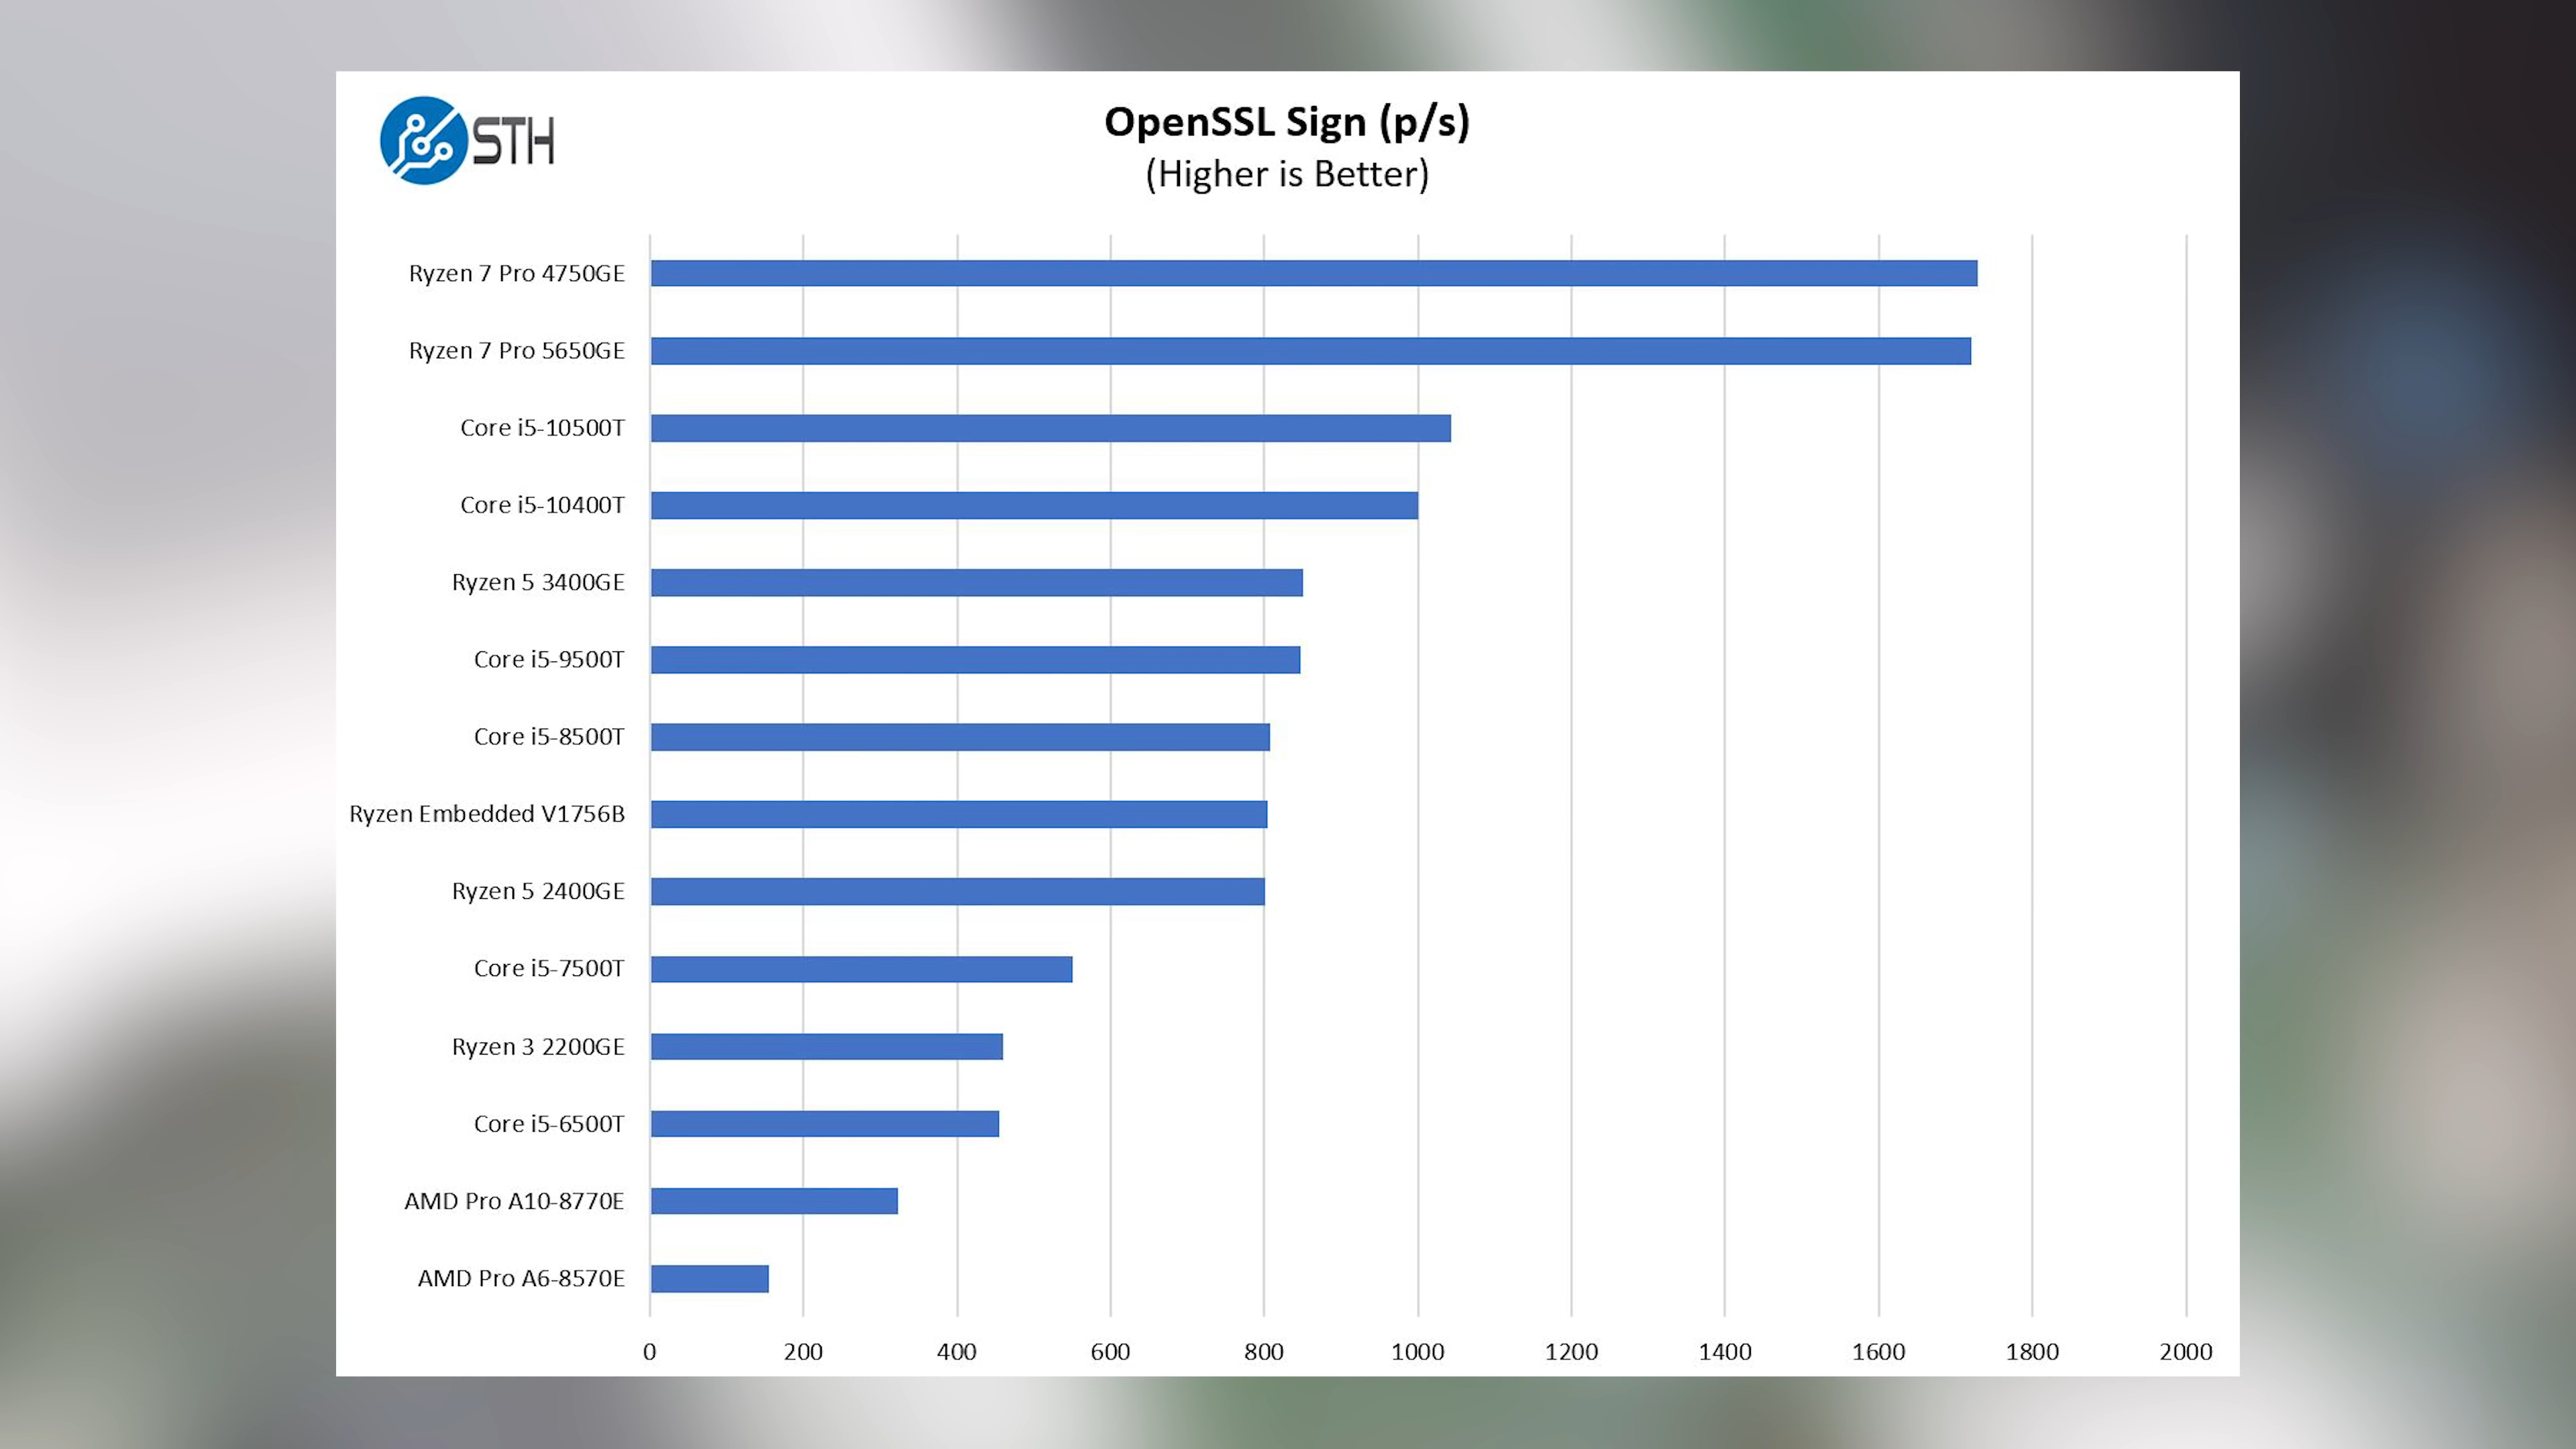 STH
OpenSSL Sign (p/s)
(Higher is Better)
Ryzen 7 Pro 4750GE
Ryzen 7 Pro 5650GE
Core i5-10500T
Core i5-10400T
Ryzen 5 3400GE
Core i5-9500T
Core i5-8500T
Ryzen Embedded V1756B
Ryzen 5 2400GE
Core i5-7500T
Ryzen 3 2200GE
Core i5-6500T
AMD Pro A10-8770E
AMD Pro A6-8570E
0 200 400 600 800 1000 1200 1400 1600 1800 2000